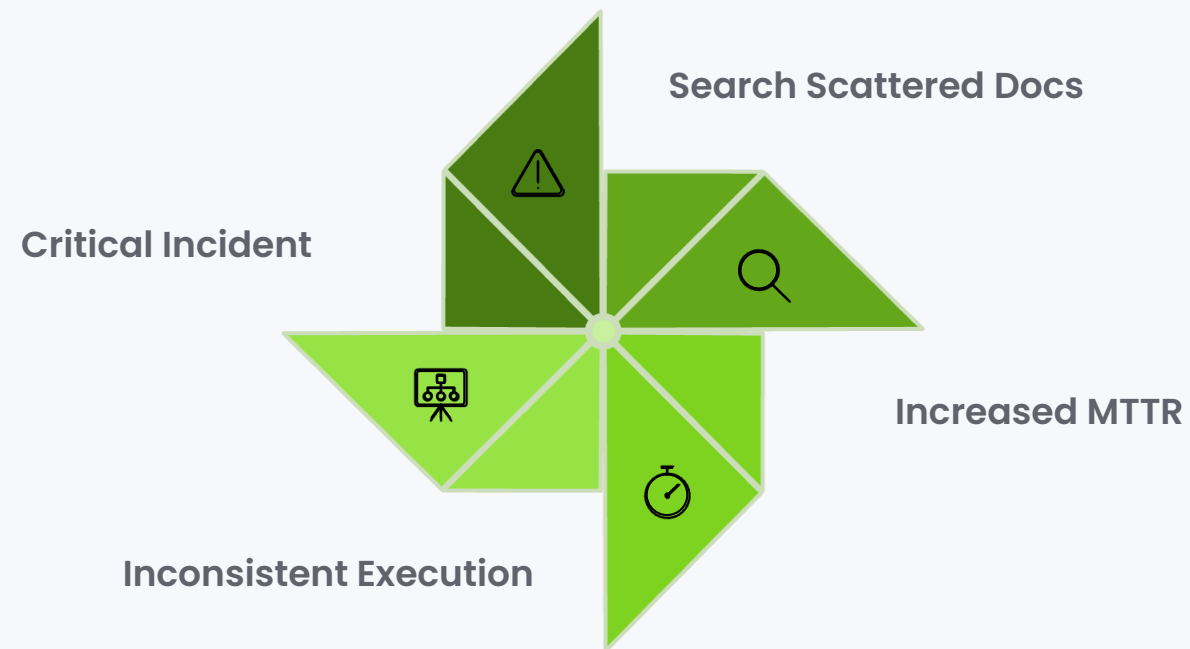 Search Scattered Docs
Critical Incident
Increased MTTR
Inconsistent Execution